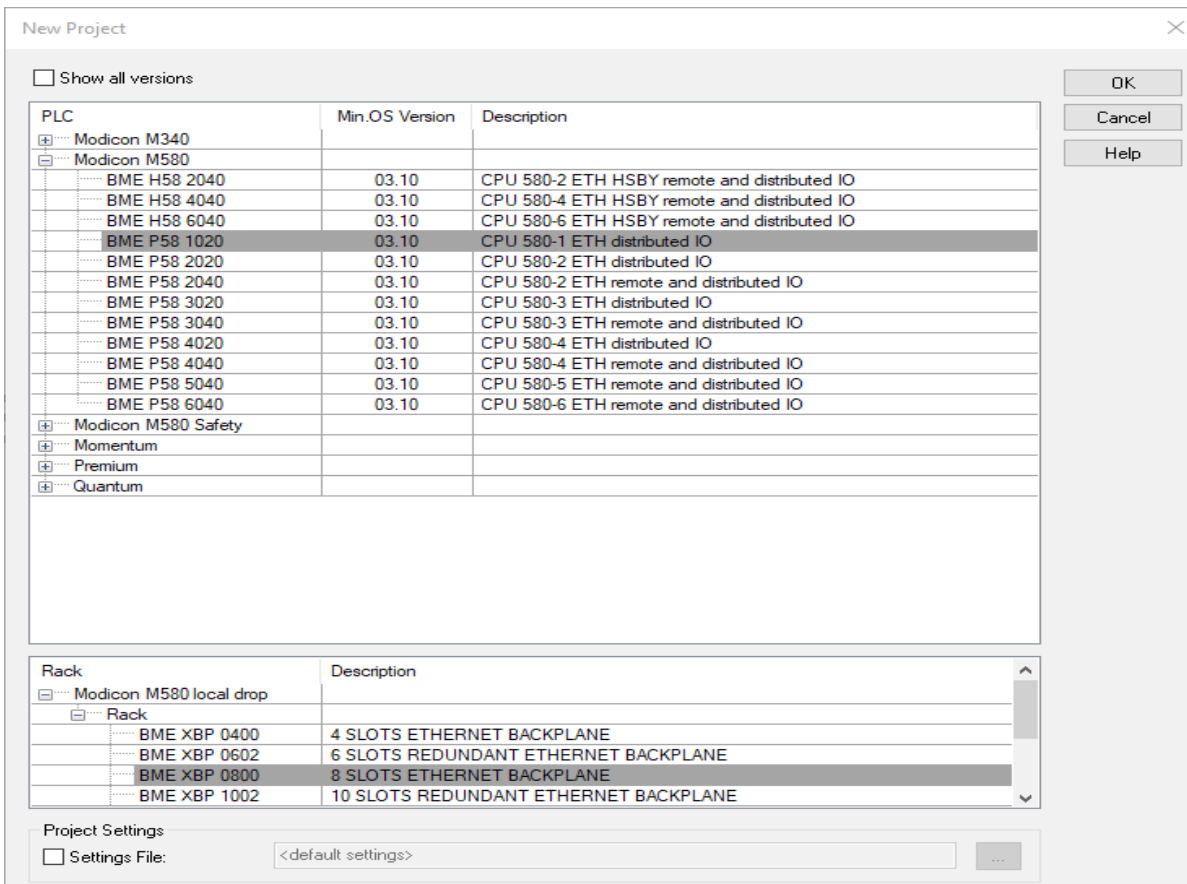 New Project
Show all versions
OK
Cancel
Help
PLC Min.OS Version Description
Modicon M340
Modicon M580
BME H58 2040 03.10 CPU 580-2 ETH HSBY remote and distributed IO
BME H58 4040 03.10 CPU 580-4 ETH HSBY remote and distributed IO
BME H58 6040 03.10 CPU 580-6 ETH HSBY remote and distributed IO
BME P58 1020 03.10 CPU 580-1 ETH distributed IO
BME P58 2020 03.10 CPU 580-2 ETH distributed IO
BME P58 2040 03.10 CPU 580-2 ETH remote and distributed IO
BME P58 3020 03.10 CPU 580-3 ETH distributed IO
BME P58 3040 03.10 CPU 580-3 ETH remote and distributed IO
BME P58 4020 03.10 CPU 580-4 ETH distributed IO
BME P58 4040 03.10 CPU 580-4 ETH remote and distributed IO
BME P58 5040 03.10 CPU 580-5 ETH remote and distributed IO
BME P58 6040 03.10 CPU 580-6 ETH remote and distributed IO
Modicon M580 Safety
Momentum
Premium
Quantum
Rack Description
Modicon M580 local drop
Rack
BME XBP 0400 4 SLOTS ETHERNET BACKPLANE
BME XBP 0602 6 SLOTS REDUNDANT ETHERNET BACKPLANE
BME XBP 0800 8 SLOTS ETHERNET BACKPLANE
BME XBP 1002 10 SLOTS REDUNDANT ETHERNET BACKPLANE
Project Settings
Settings File: <default settings> ...